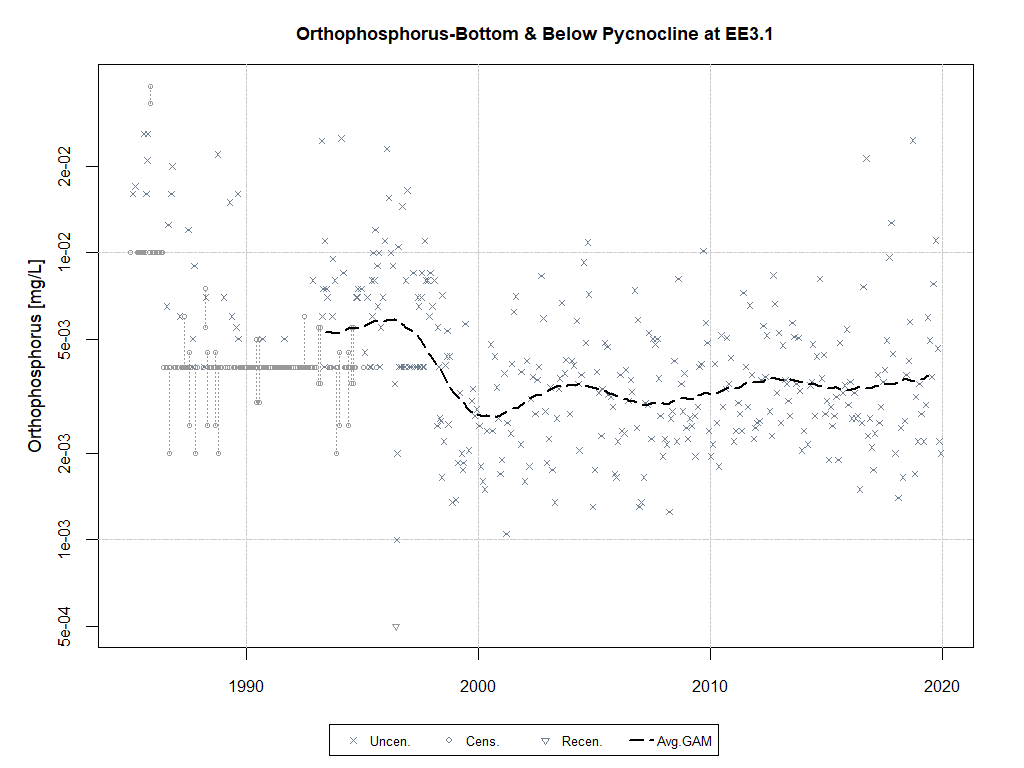 Orthophosphorus-Bottom & Below Pycnocline at EE3.1
Orthophosphorus [mg/L]
2e-02
1e-02
5e-03
2e-03
1e-03
5e-04
1990 2000 2010 2020
Uncen. Cens. Recen. Avg.GAM